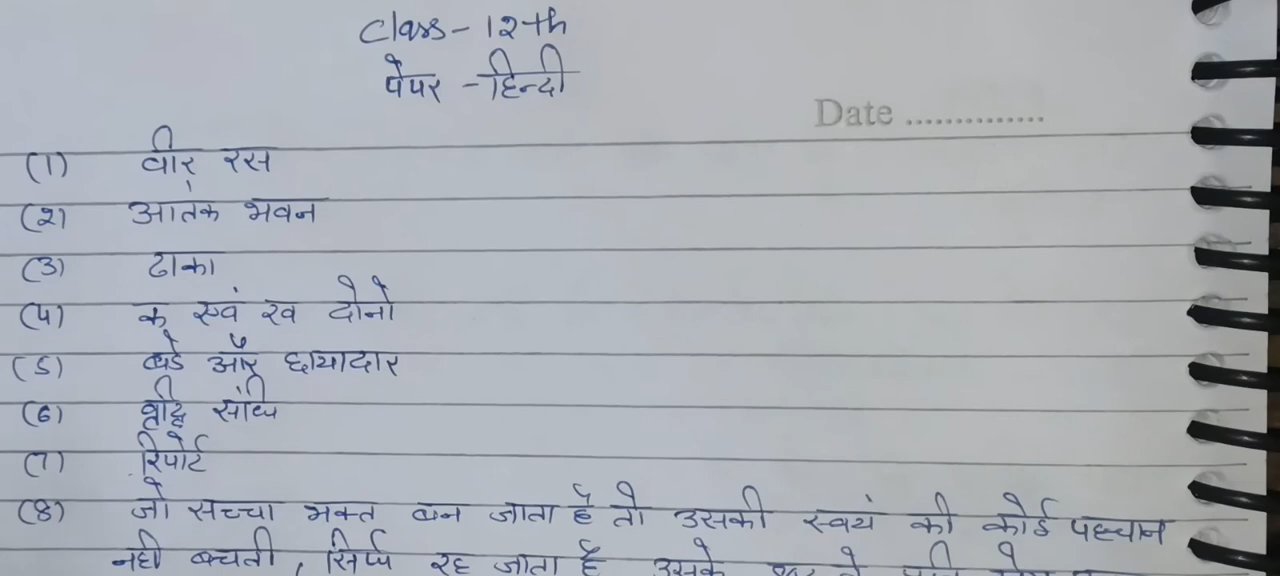 Class - 12th
पेपर - हिन्दी
Date ..............
(1) वीर रस
(2) आतंक भवन
(3) ढाका
(4) क एवं ख दोनो
(5) बडे और छायादार
(6) वृद्धि संधि
(7) रिपोर्ट
(8) जो सच्चा भक्त बन जाता है तो उसकी स्वयं की कोई पहचान
नही बचती , सिर्फ रह जाता है उसके